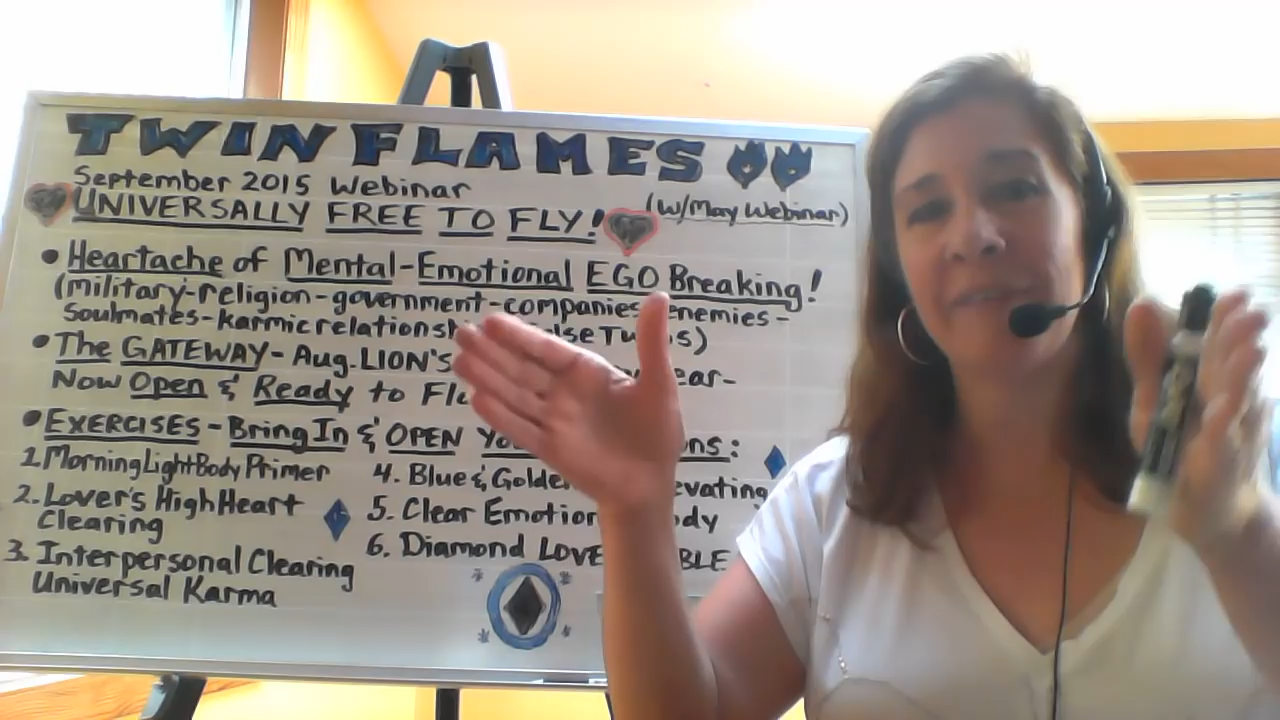 TWIN FLAMES
September 2015 Webinar
(w/May Webinar)
UNIVERSALLY FREE TO FLY!
• Heartache of Mental-Emotional EGO Breaking!
(military-religion-government-companies-enemies-
Soulmates-karmic relationsh
• The GATEWAY- Aug. LION'S
Now Open & Ready to
• EXERCISES - Bring In & OPEN
1. Morning Light Body Primer
2. Lover's High Heart
Clearing
3. Interpersonal Clearing
Universal Karma
4. Blue &
5. Clear
6. Diamond LOVE